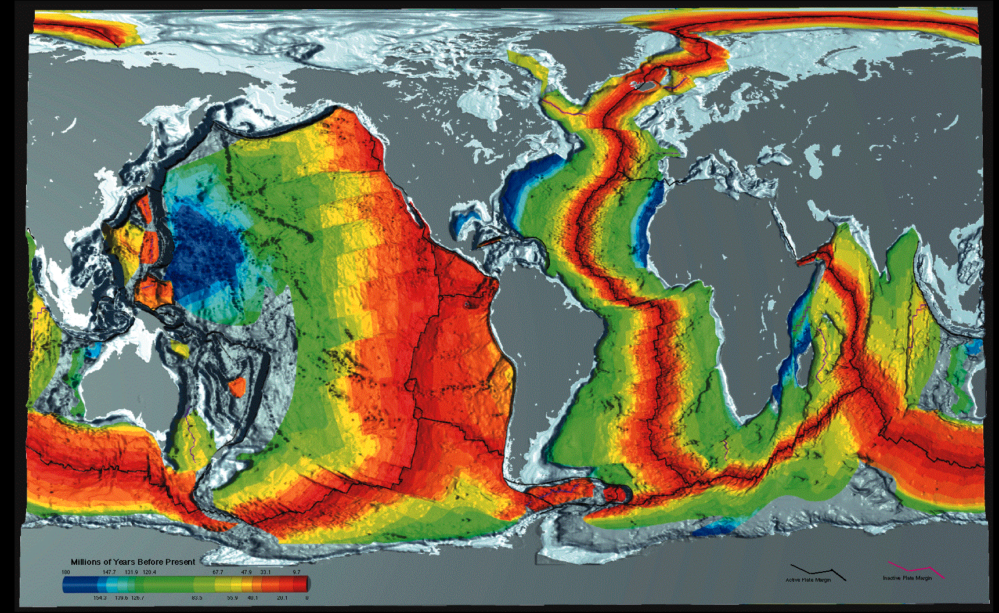 Millions of Years Before Present
180 147.7 131.9 120.4 67.7 47.9 33.1 9.7
154.3 139.6 126.7 83.5 55.9 40.1 20.1 0
Active Plate Margin
Inactive Plate Margin